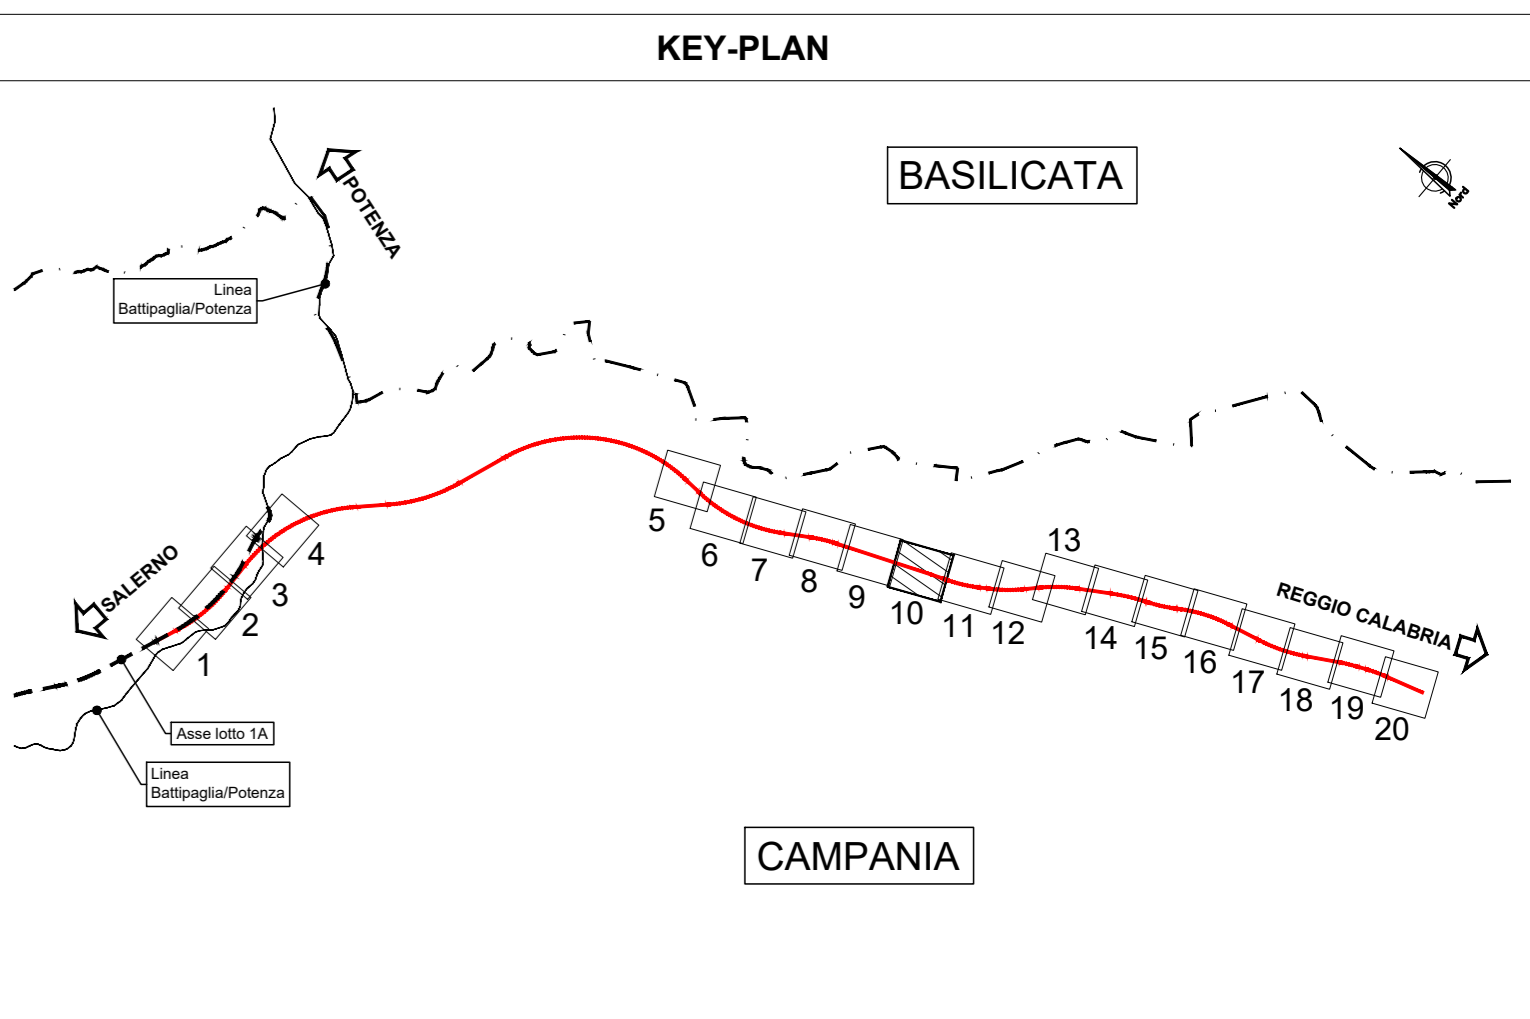 KEY-PLAN
BASILICATA
Nord
POTENZA
Linea
Battipaglia/Potenza
SALERNO
1
2
3
4
5
6
7
8
9
10
11
12
13
14
15
16
17
18
19
20
REGGIO CALABRIA
Asse lotto 1A
Linea
Battipaglia/Potenza
CAMPANIA